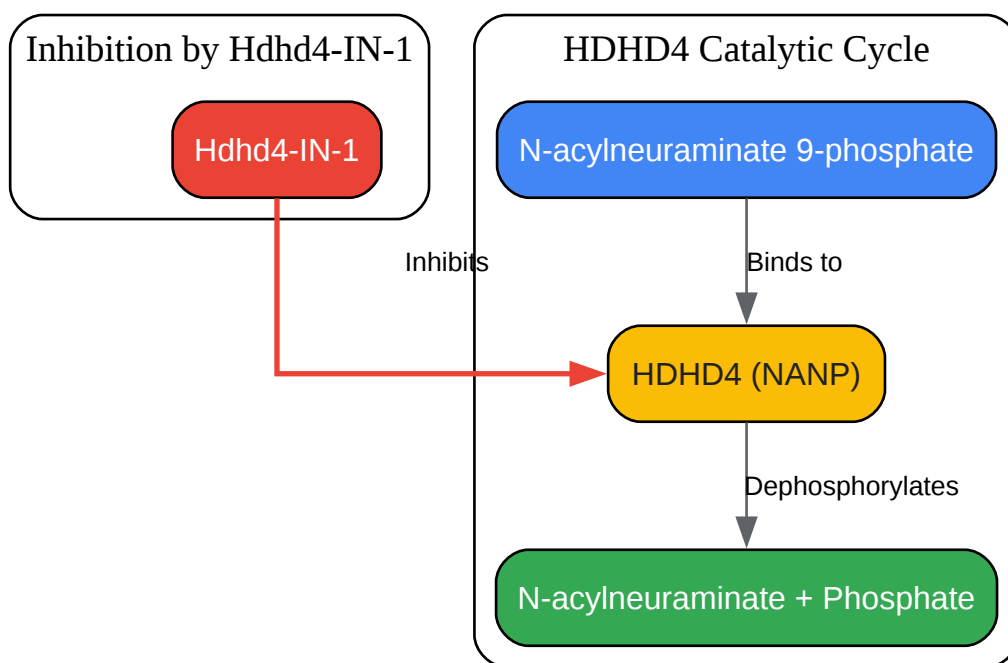 Inhibition by Hdhd4-IN-1
Hdhd4-IN-1
Inhibits
HDHD4 Catalytic Cycle
N-acylneuraminate 9-phosphate
Binds to
HDHD4 (NANP)
Dephosphorylates
N-acylneuraminate + Phosphate